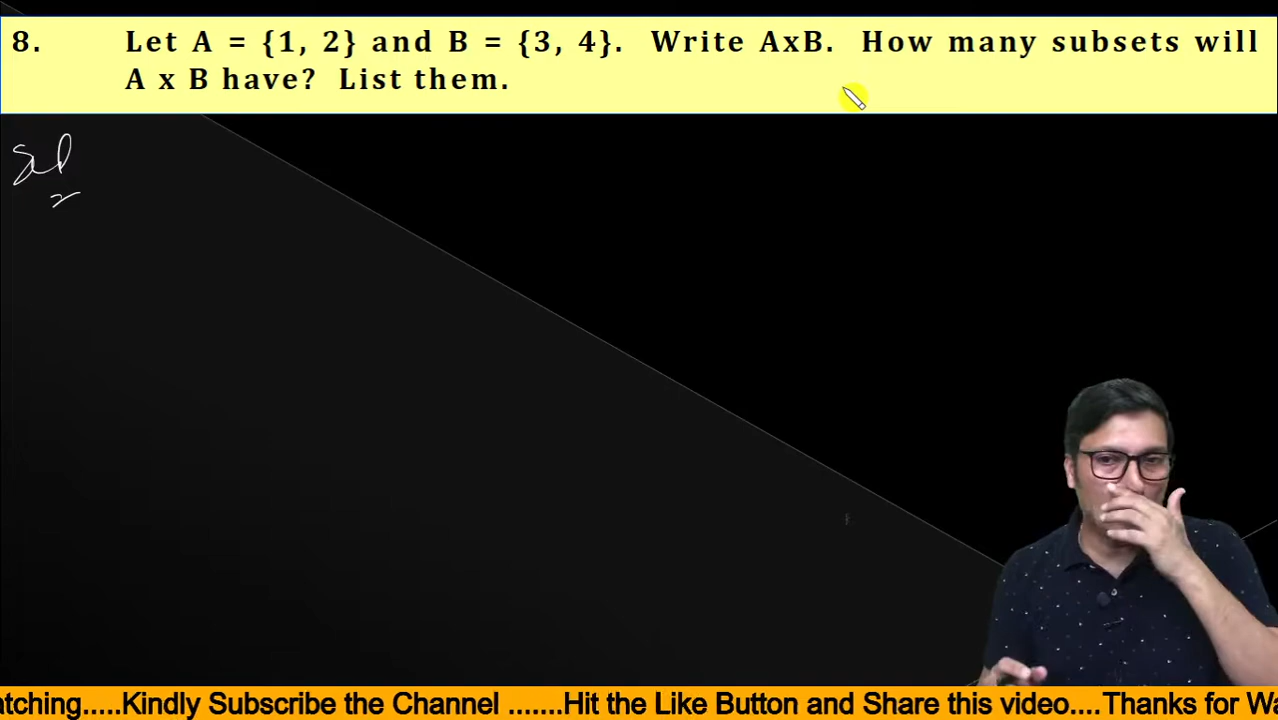 8. Let A = {1, 2} and B = {3, 4}. Write AxB. How many subsets will
A x B have? List them.
Sol
atching.....Kindly Subscribe the Channel .......Hit the Like Button and Share this video....Thanks for Wa